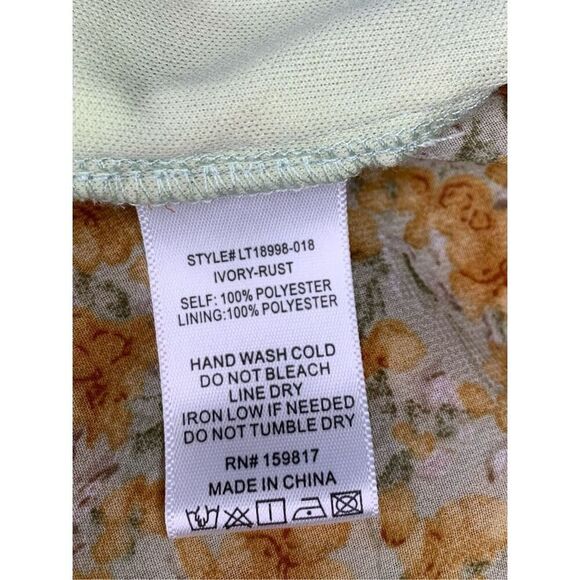 STYLE# LT18998-018
IVORY-RUST
SELF: 100% POLYESTER
LINING:100% POLYESTER
HAND WASH COLD
DO NOT BLEACH
LINE DRY
IRON LOW IF NEEDED
DO NOT TUMBLE DRY
RN# 159817
MADE IN CHINA